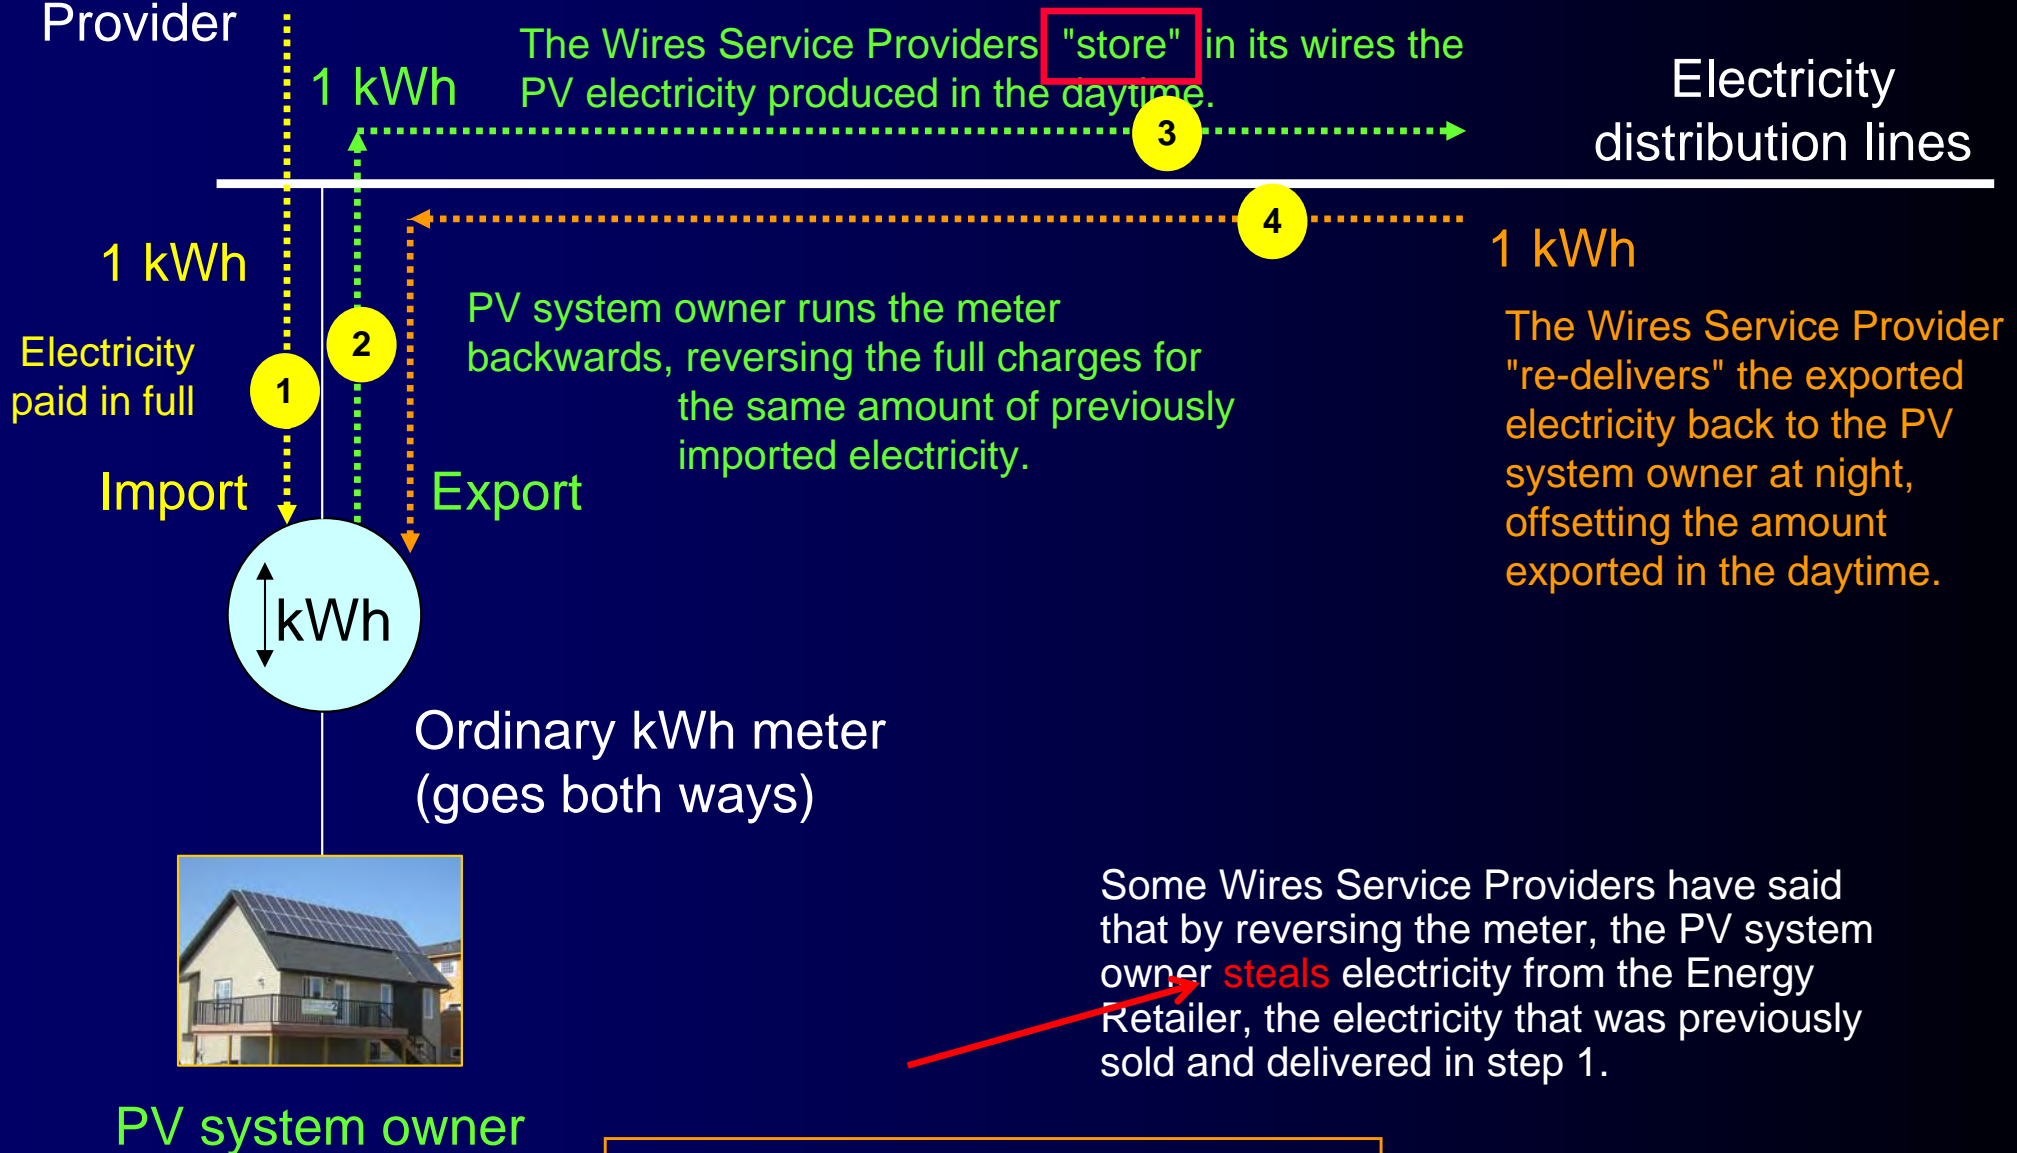 Provider
The Wires Service Providers "store" in its wires the
PV electricity produced in the daytime.
1 kWh
Electricity
distribution lines
3
4
1 kWh
1 kWh
Electricity
paid in full
1
2
PV system owner runs the meter
backwards, reversing the full charges for
the same amount of previously
imported electricity.
The Wires Service Provider
"re-delivers" the exported
electricity back to the PV
system owner at night,
offsetting the amount
exported in the daytime.
Import
Export
kWh
Ordinary kWh meter
(goes both ways)
Some Wires Service Providers have said
that by reversing the meter, the PV system
owner steals electricity from the Energy
Retailer, the electricity that was previously
sold and delivered in step 1.
PV system owner